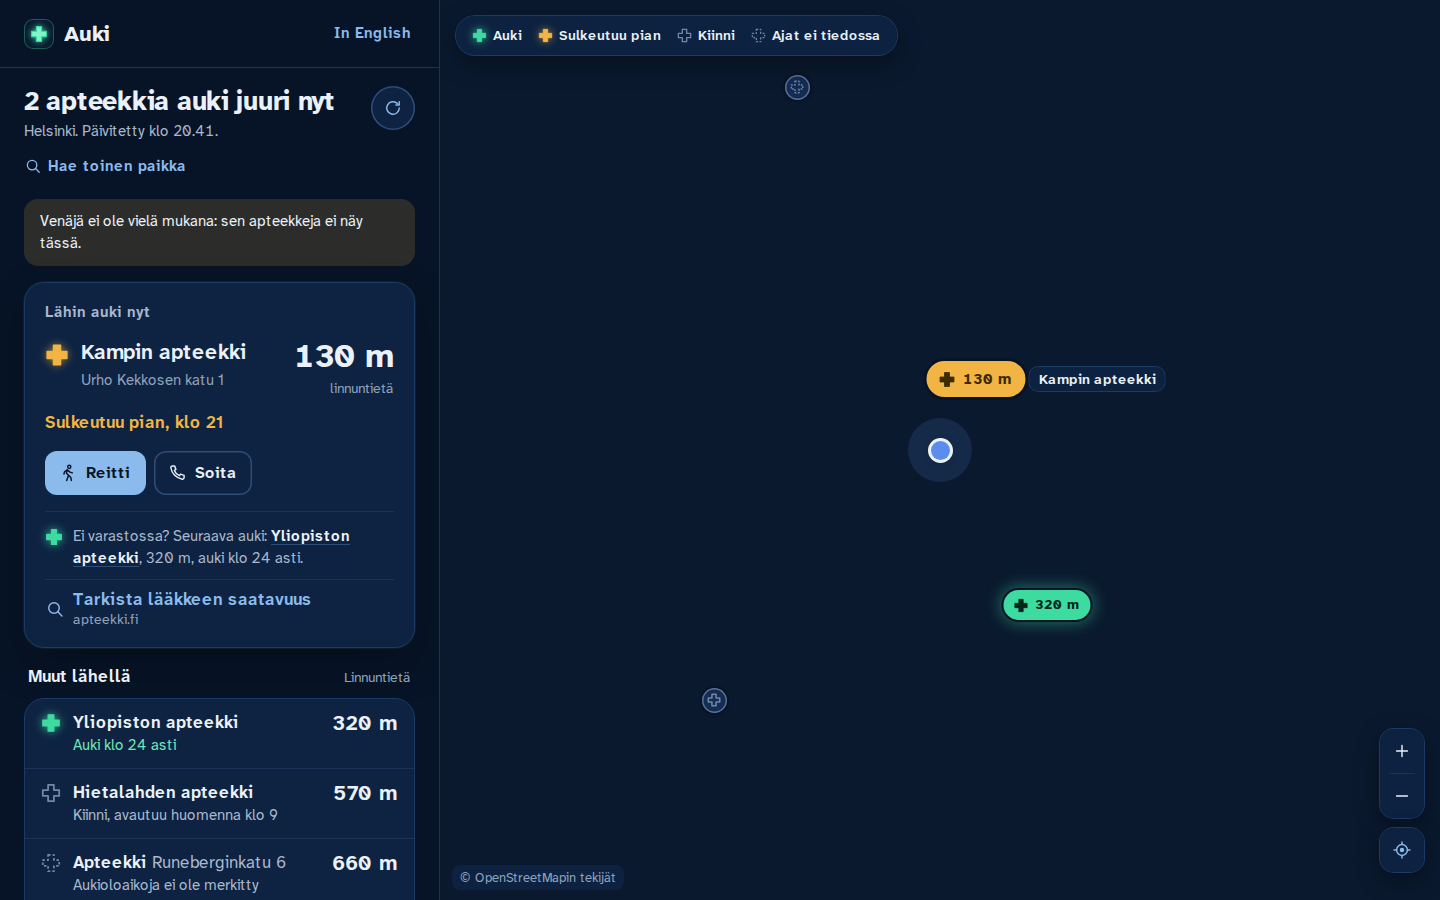 Auki
In English
2 apteekkia auki juuri nyt
Helsinki. Päivitetty klo 20.41.
Hae toinen paikka
Venäjä ei ole vielä mukana: sen apteekkeja ei näy
tässä.
Lähin auki nyt
Kampin apteekki
130 m
Urho Kekkosen katu 1
linnuntietä
Sulkeutuu pian, klo 21
Reitti
Soita
Ei varastossa? Seuraava auki: Yliopiston
apteekki, 320 m, auki klo 24 asti.
Tarkista lääkkeen saatavuus
apteekki.fi
Muut lähellä
Linnuntietä
Yliopiston apteekki
320 m
Auki klo 24 asti
Hietalahden apteekki
570 m
Kiinni, avautuu huomenna klo 9
Apteekki Runeberginkatu 6
660 m
Aukioloaikoja ei ole merkitty
Auki
Sulkeutuu pian
Kiinni
Ajat ei tiedossa
130 m
Kampin apteekki
320 m
+
−
© OpenStreetMapin tekijät